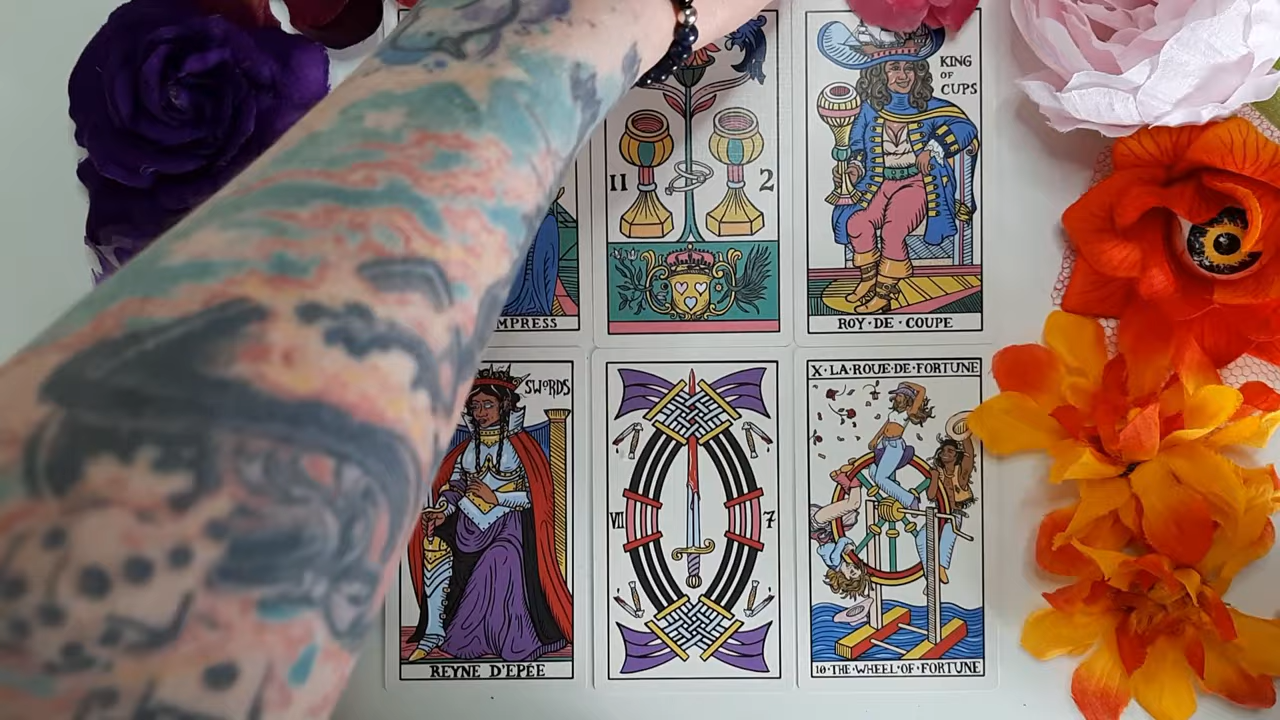 KING
OF
CUPS
II 2
MPRESS
ROY·DE·COUPE
SWORDS
X·LA·ROUE·DE·FORTUNE
VII 7
REYNE D'EPÉE
10·THE·WHEEL·OF·FORTUNE